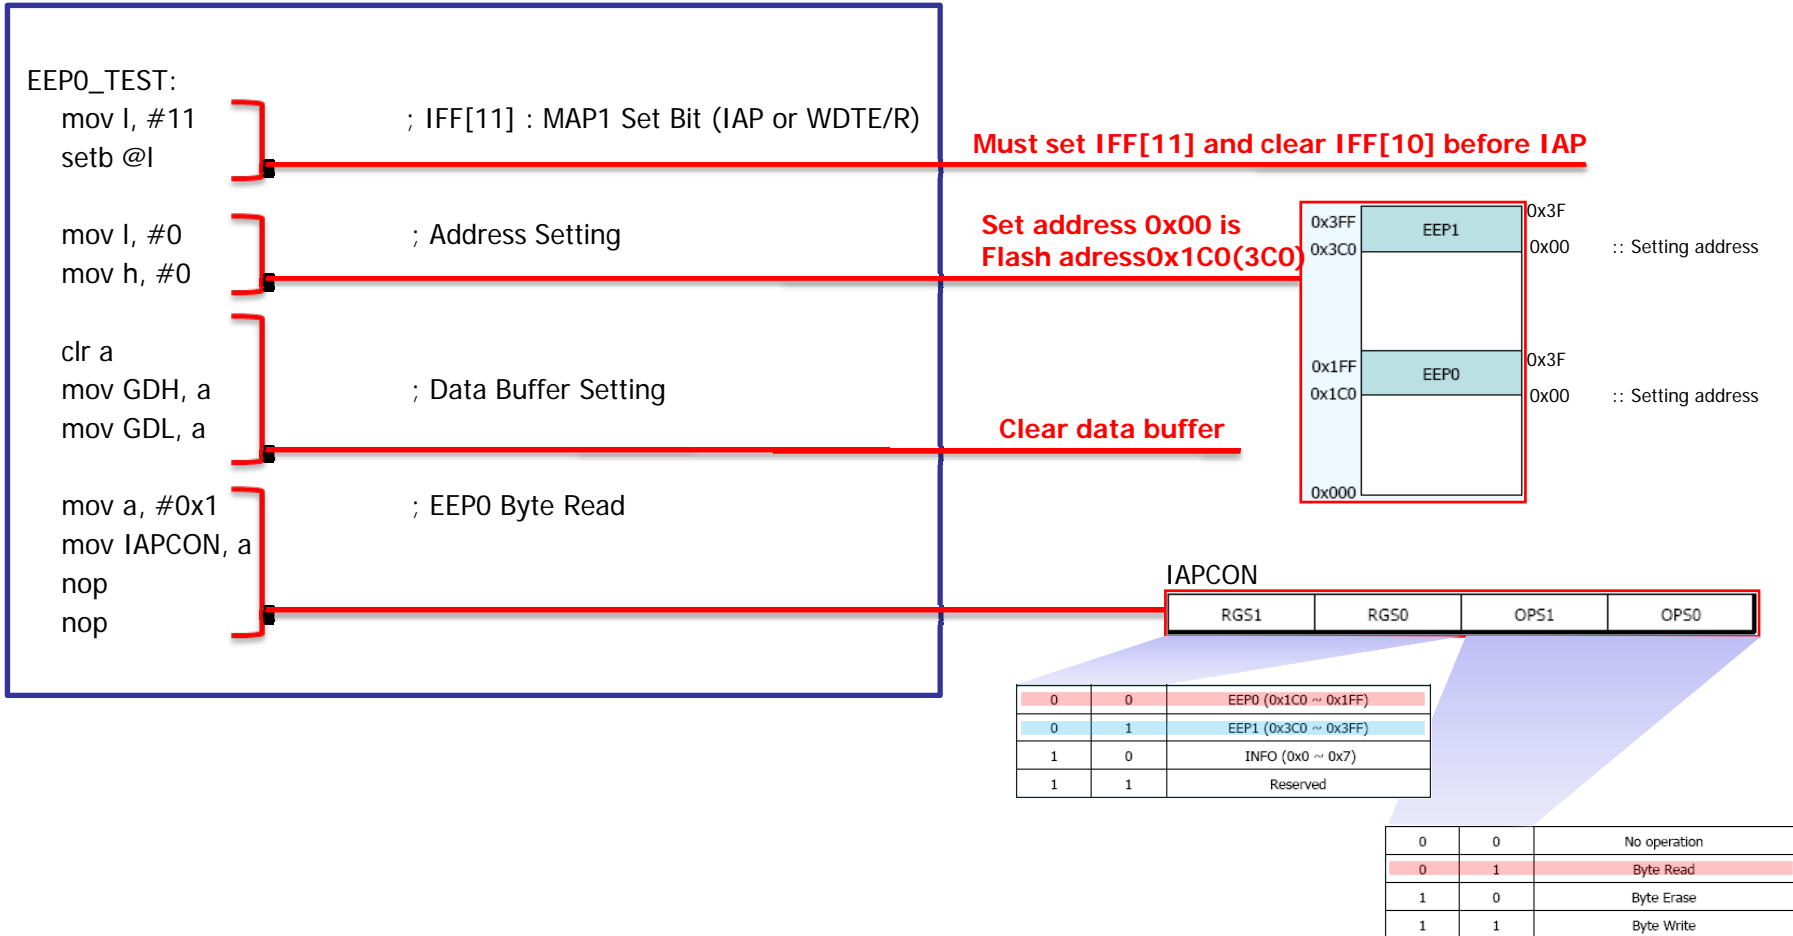 EEP0_TEST:
mov l, #11 ; IFF[11] : MAP1 Set Bit (IAP or WDTE/R)
setb @l
Must set IFF[11] and clear IFF[10] before IAP
mov l, #0 ; Address Setting
mov h, #0
Set address 0x00 is
Flash adress0x1C0(3C0)
0x3FF EEP1 0x3F
0x3C0 0x00 :: Setting address
0x1FF EEP0 0x3F
0x1C0 0x00 :: Setting address
0x000
clr a
mov GDH, a ; Data Buffer Setting
mov GDL, a
Clear data buffer
mov a, #0x1 ; EEP0 Byte Read
mov IAPCON, a
nop
nop
IAPCON
RGS1 RGS0 OPS1 OPS0
0 0 EEP0 (0x1C0 ~ 0x1FF)
0 1 EEP1 (0x3C0 ~ 0x3FF)
1 0 INFO (0x0 ~ 0x7)
1 1 Reserved
0 0 No operation
0 1 Byte Read
1 0 Byte Erase
1 1 Byte Write